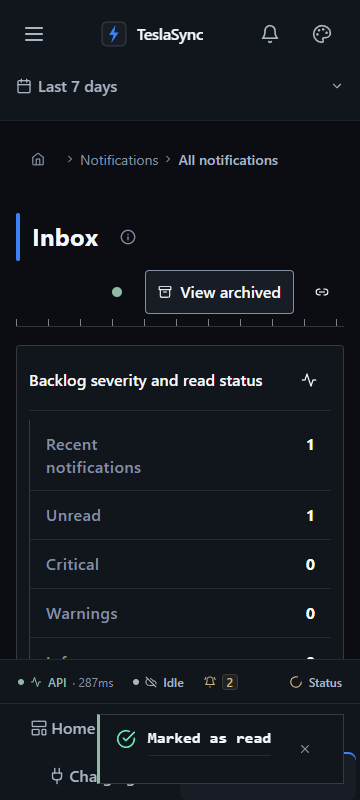 TeslaSync
Last 7 days
Notifications
All notifications
Inbox
View archived
Backlog severity and read status
Recent notifications 1
Unread 1
Critical 0
Warnings 0
API · 287ms
Idle
2
Status
Home
Marked as read